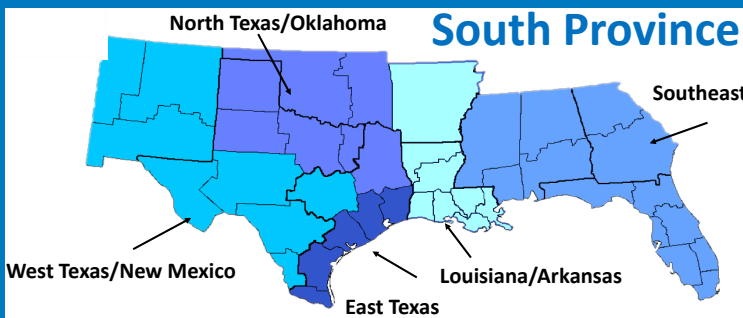 South Province
North Texas/Oklahoma
Southeast
West Texas/New Mexico
Louisiana/Arkansas
East Texas